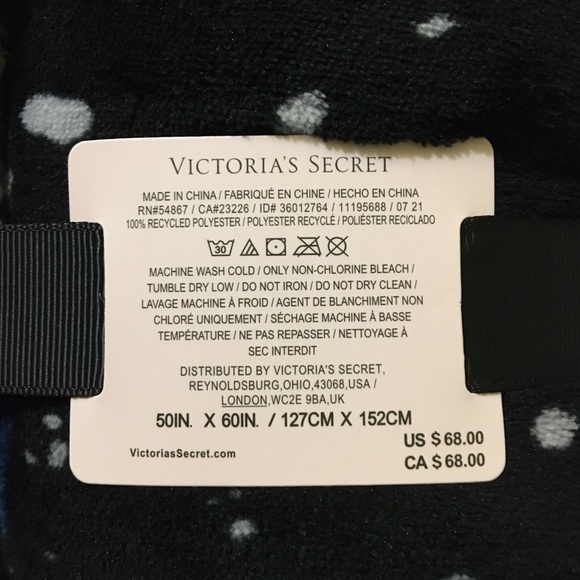 VICTORIA'S SECRET
MADE IN CHINA / FABRIQUÉ EN CHINE / HECHO EN CHINA
RN#54867 / CA#23226 / ID# 36012764 / 11195688 / 07 21
100% RECYCLED POLYESTER / POLYESTER RECYCLÉ / POLIÉSTER RECICLADO
30
MACHINE WASH COLD / ONLY NON-CHLORINE BLEACH /
TUMBLE DRY LOW / DO NOT IRON / DO NOT DRY CLEAN /
LAVAGE MACHINE À FROID / AGENT DE BLANCHIMENT NON
CHLORÉ UNIQUEMENT / SÉCHAGE MACHINE À BASSE
TEMPÉRATURE / NE PAS REPASSER / NETTOYAGE À
SEC INTERDIT
DISTRIBUTED BY VICTORIA'S SECRET,
REYNOLDSBURG,OHIO,43068,USA /
LONDON,WC2E 9BA,UK
50IN. X 60IN. / 127CM X 152CM
US $ 68.00
VictoriasSecret.com
CA $ 68.00